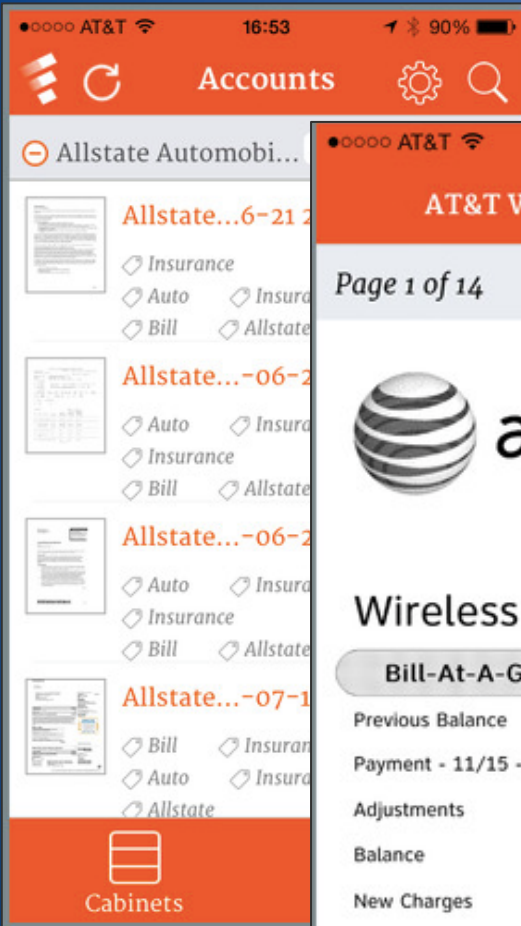 AT&T 16:53 90%
Accounts
Allstate Automobi...
Allstate...6-21 2
Insurance
Auto Insura
Bill Allstate
Allstate...-06-2
Auto Insura
Insurance
Bill Allstate
Allstate...-06-2
Auto Insura
Insurance
Bill Allstate
Allstate...-07-1
Bill Insuran
Auto Insura
Allstate
Cabinets
AT&T
AT&T W
Page 1 of 14
a
Wireless
Bill-At-A-G
Previous Balance
Payment - 11/15 -
Adjustments
Balance
New Charges